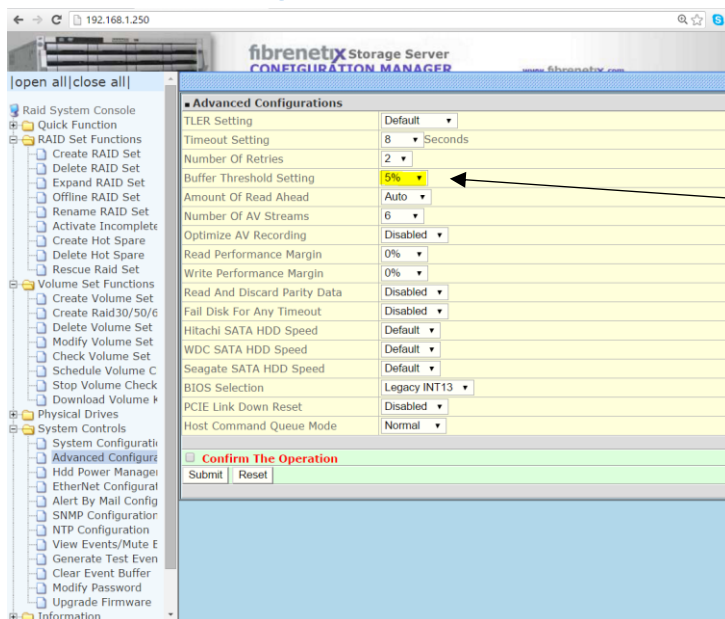 192.168.1.250
fibrenetix Storage Server
CONFIGURATION MANAGER
www.fibrenetix.com
|open all|close all|
Raid System Console
Quick Function
RAID Set Functions
Create RAID Set
Delete RAID Set
Expand RAID Set
Offline RAID Set
Rename RAID Set
Activate Incomplete
Create Hot Spare
Delete Hot Spare
Rescue Raid Set
Volume Set Functions
Create Volume Set
Create Raid30/50/6
Delete Volume Set
Modify Volume Set
Check Volume Set
Schedule Volume C
Stop Volume Check
Download Volume K
Physical Drives
System Controls
System Configuratio
Advanced Configura
Hdd Power Manager
EtherNet Configurat
Alert By Mail Config
SNMP Configuration
NTP Configuration
View Events/Mute B
Generate Test Even
Clear Event Buffer
Modify Password
Upgrade Firmware
Information
Advanced Configurations
TLER Setting Default
Timeout Setting 8 Seconds
Number Of Retries 2
Buffer Threshold Setting 5%
Amount Of Read Ahead Auto
Number Of AV Streams 6
Optimize AV Recording Disabled
Read Performance Margin 0%
Write Performance Margin 0%
Read And Discard Parity Data Disabled
Fail Disk For Any Timeout Disabled
Hitachi SATA HDD Speed Default
WDC SATA HDD Speed Default
Seagate SATA HDD Speed Default
BIOS Selection Legacy INT13
PCIE Link Down Reset Disabled
Host Command Queue Mode Normal
Confirm The Operation
Submit Reset